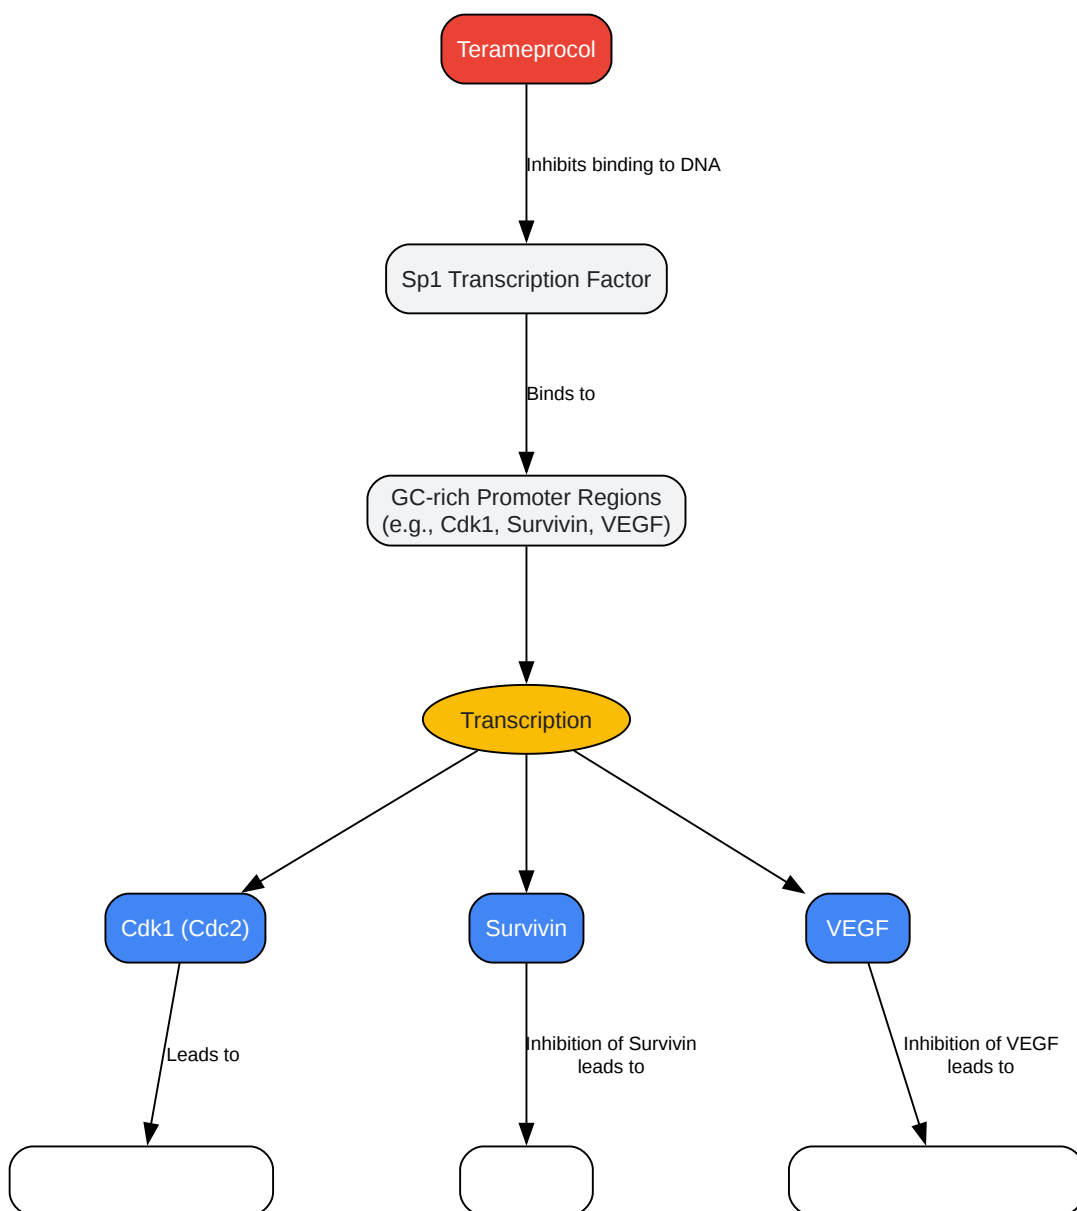 Terameprocol
Inhibits binding to DNA
Sp1 Transcription Factor
Binds to
GC-rich Promoter Regions
(e.g., Cdk1, Survivin, VEGF)
Transcription
Cdk1 (Cdc2)
Survivin
VEGF
Leads to
Inhibition of Survivin
leads to
Inhibition of VEGF
leads to